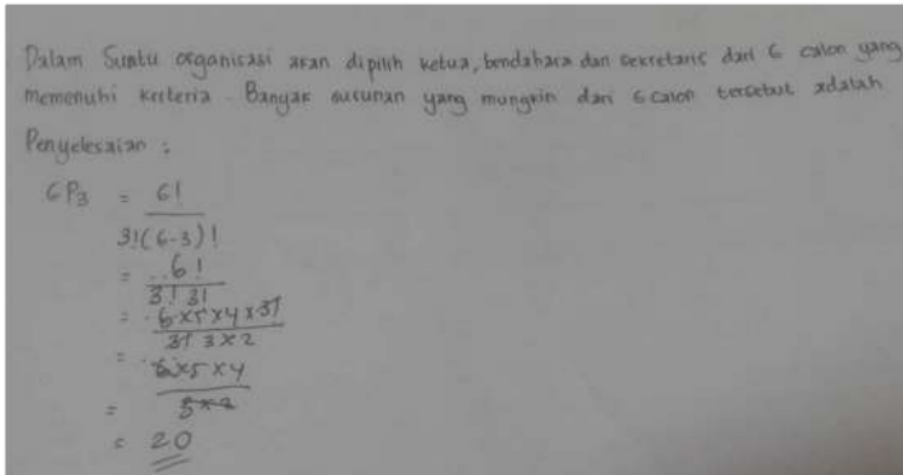 Dalam Suatu organisasi akan dipilih ketua, bendahara dan sekretaris dari 6 calon yang
memenuhi kriteria. Banyak susunan yang mungkin dari 6 calon tersebut adalah
Penyelesaian :
6P3 = 6!
3!(6-3)!
= 6!
3! 3!
= 6x5x4x3!
3! 3x2
= 6x5x4
= 3x2
= 20